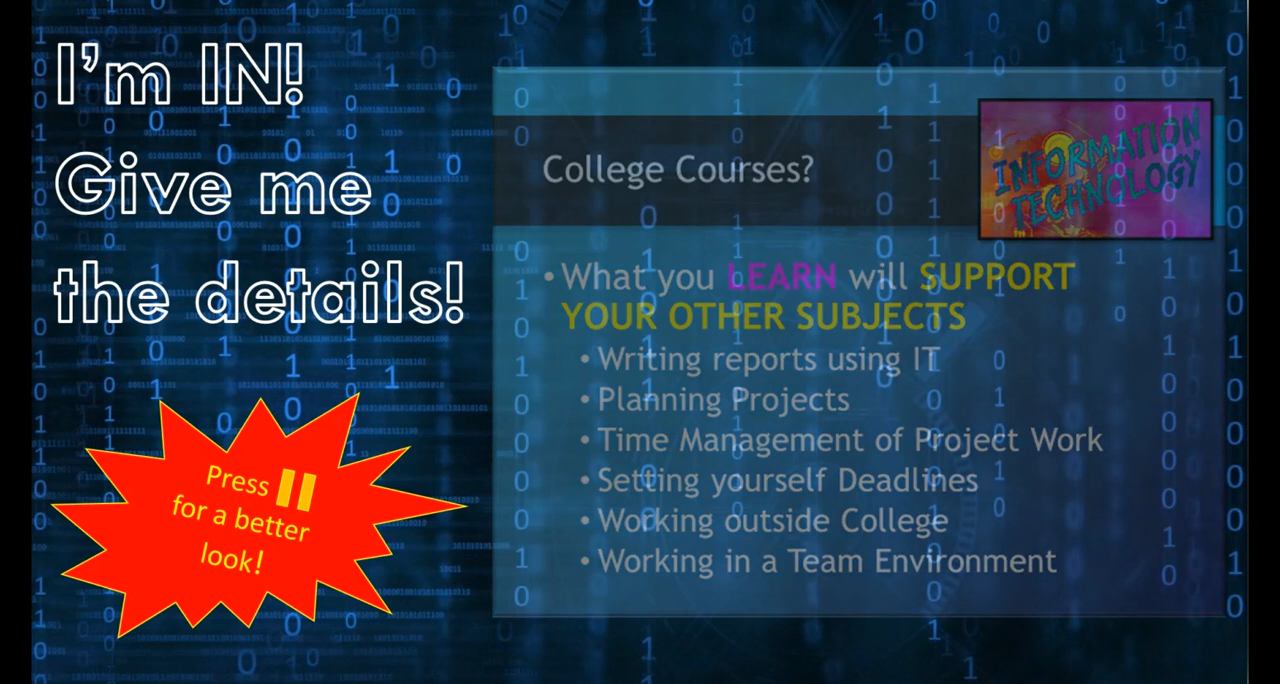 I'm IN!
Give me
the details!
Press
for a better
look!
College Courses?
INFORMATION
TECHNOLOGY
•What you LEARN will SUPPORT
YOUR OTHER SUBJECTS
•Writing reports using IT
•Planning Projects
•Time Management of Project Work
•Setting yourself Deadlines
•Working outside College
•Working in a Team Environment